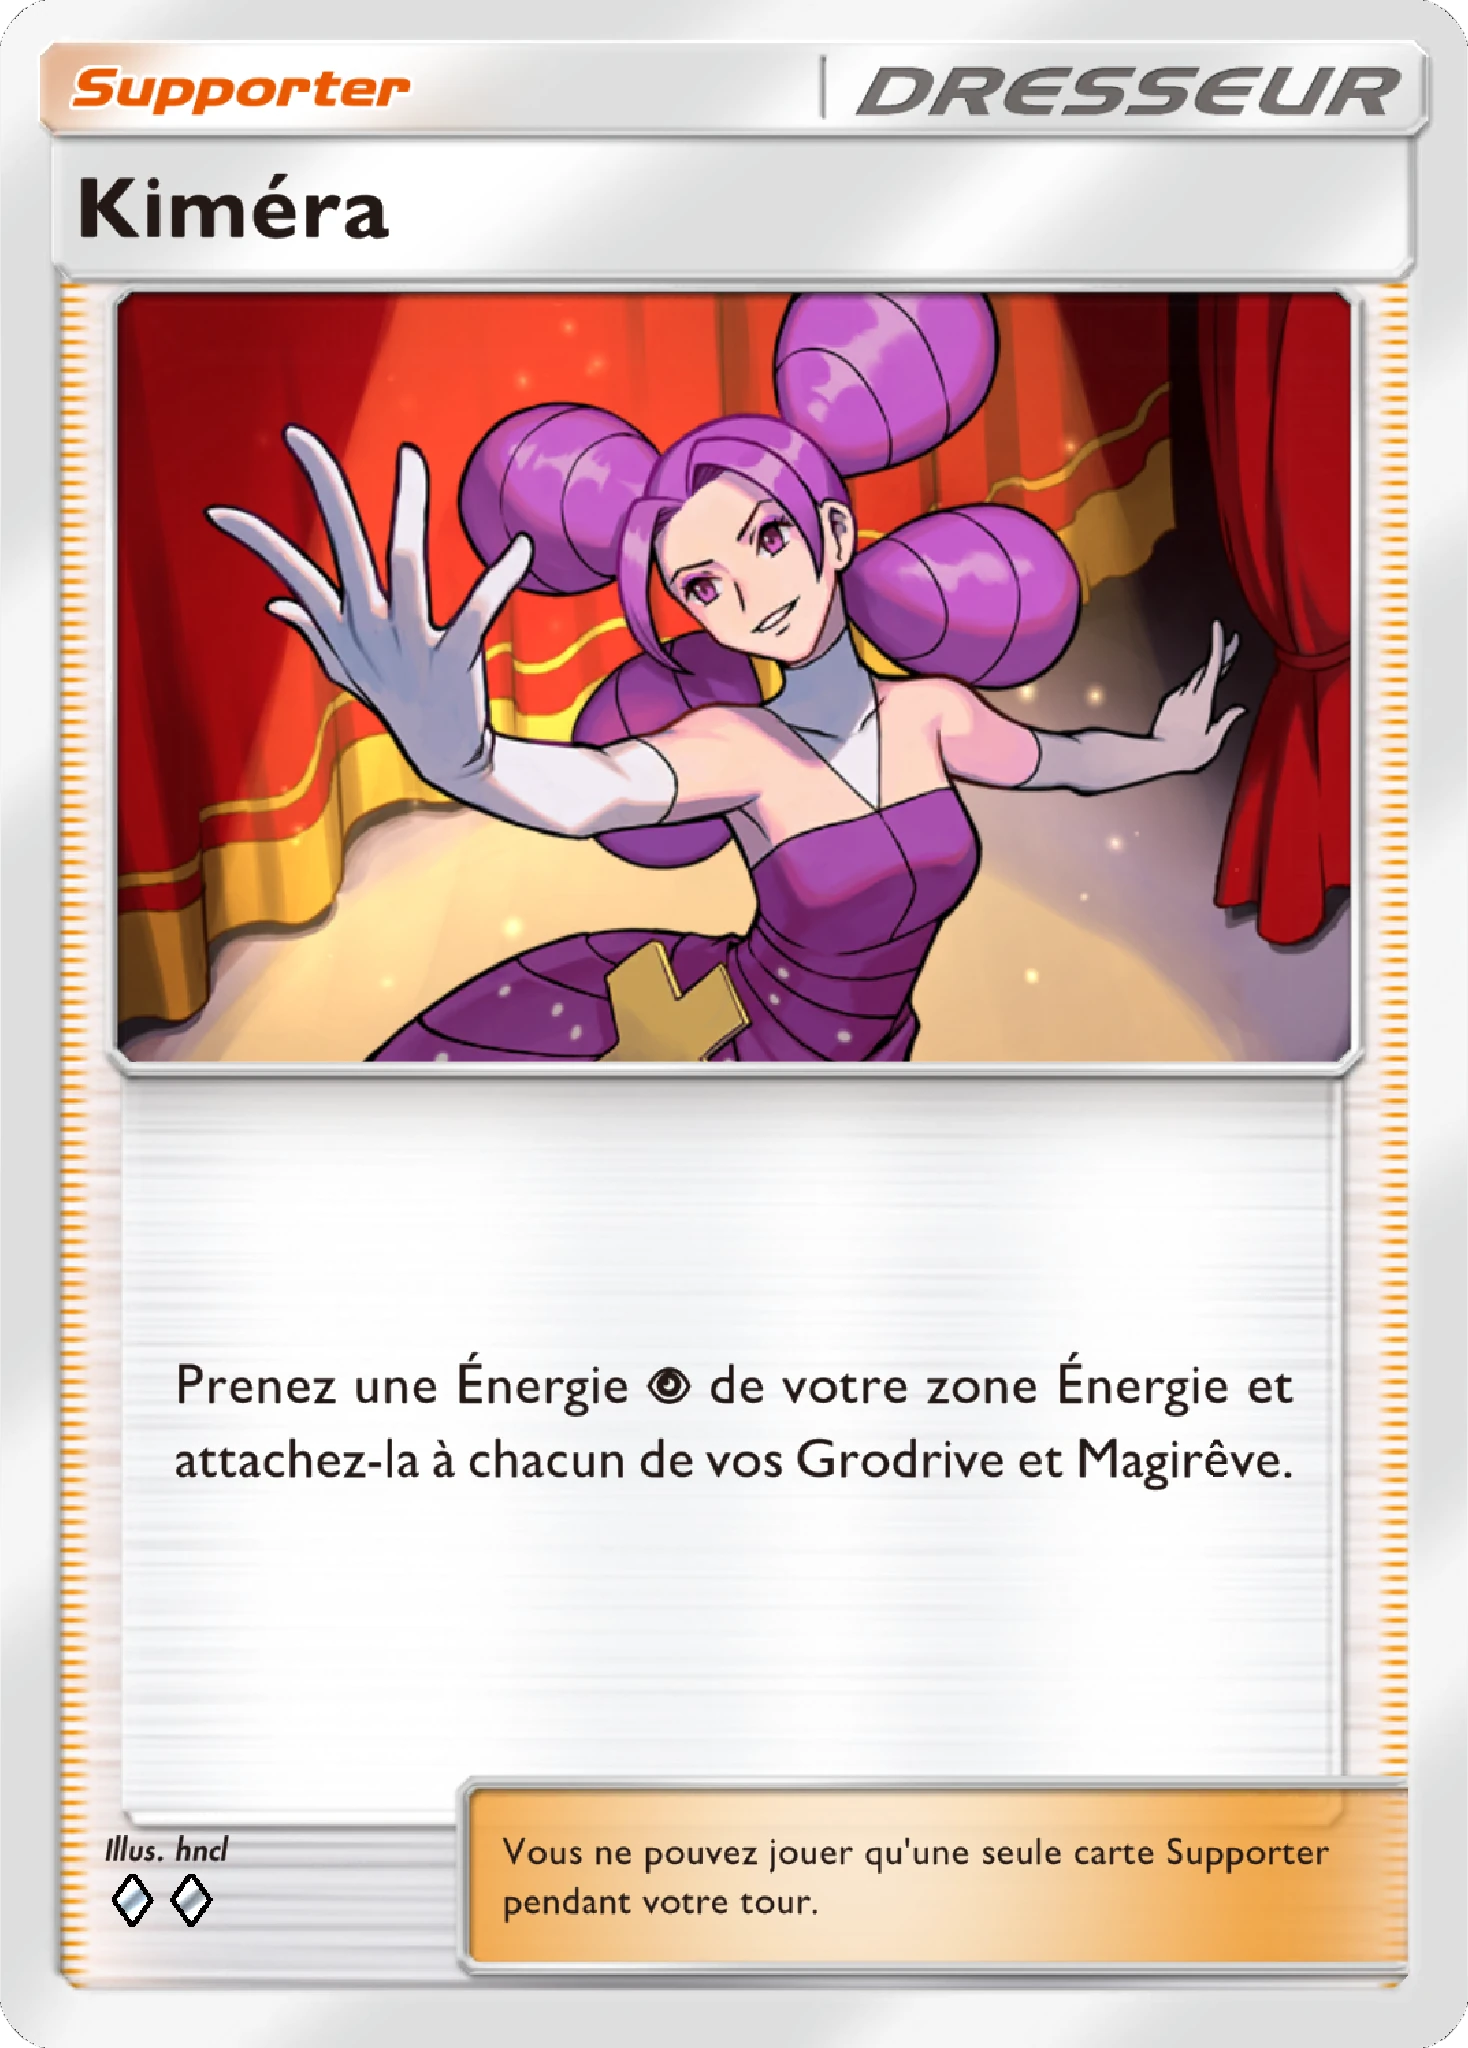 Supporter
DRESSEUR
Kiméra
Prenez une Énergie de votre zone Énergie et
attachez-la à chacun de vos Grodrive et Magirêve.
Illus. hncl
Vous ne pouvez jouer qu'une seule carte Supporter
pendant votre tour.